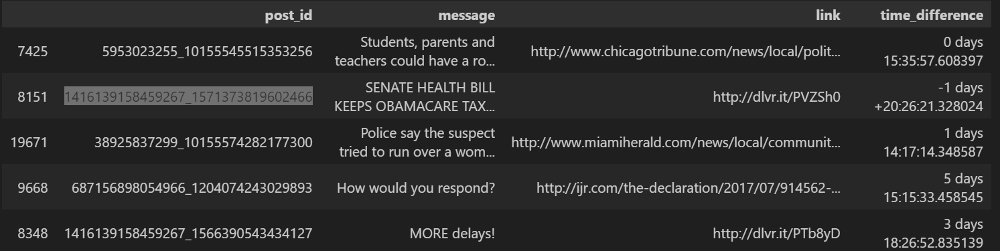 post_id message link time_difference
7425 5953023255_10155545515353256 Students, parents and teachers could have a ro... http://www.chicagotribune.com/news/local/polit... 0 days 15:35:57.608397
8151 1416139158459267_1571373819602466 SENATE HEALTH BILL KEEPS OBAMACARE TAX... http://dlvr.it/PVZSh0 -1 days +20:26:21.328024
19671 38925837299_10155574282177300 Police say the suspect tried to run over a wom... http://www.miamiherald.com/news/local/communit... 1 days 14:17:14.348587
9668 687156898054966_1204074243029893 How would you respond? http://ijr.com/the-declaration/2017/07/914562-... 5 days 15:15:33.458545
8348 1416139158459267_1566390543434127 MORE delays! http://dlvr.it/PTb8yD 3 days 18:26:52.835139